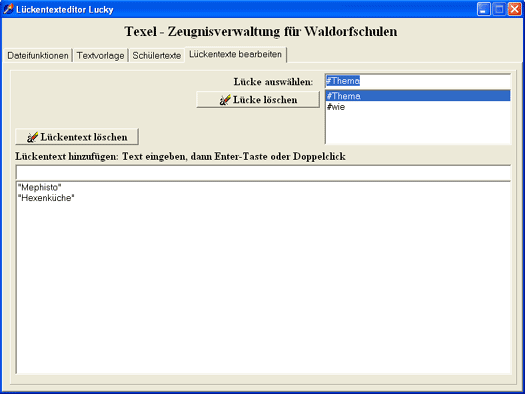 Lückentexteditor Lucky
Texel - Zeugnisverwaltung für Waldorfschulen
Dateifunktionen Textvorlage Schülertexte Lückentexte bearbeiten
Lücke auswählen: #Thema
Lücke löschen #Thema
#wie
Lückentext löschen
Lückentext hinzufügen: Text eingeben, dann Enter-Taste oder Doppelclick
"Mephisto"
"Hexenküche"